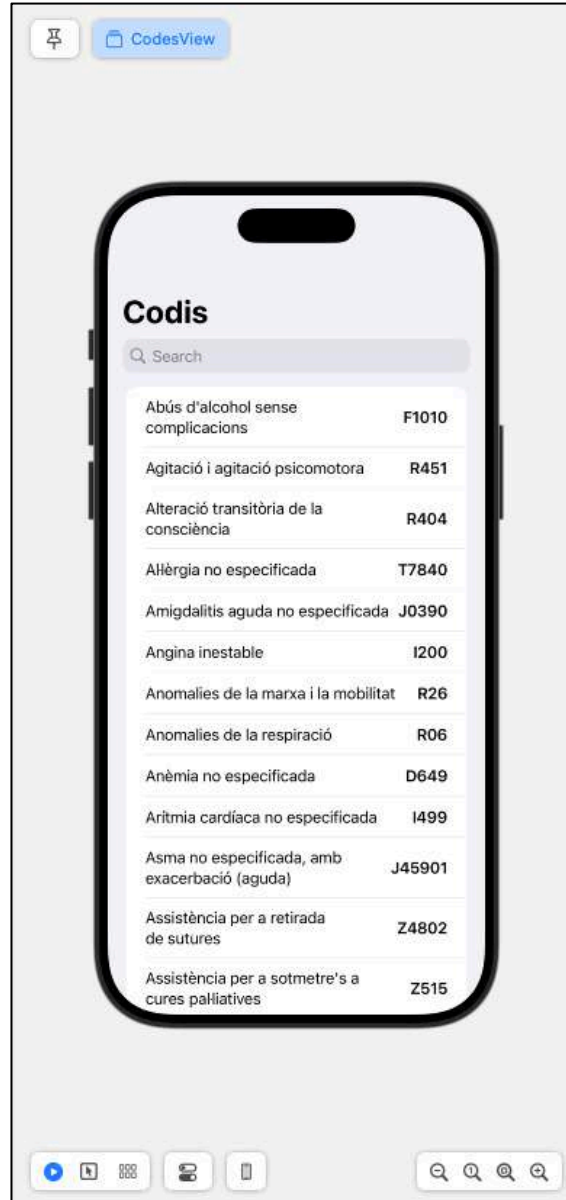 CodesView
Codis
Search
Abús d'alcohol sense
complicacions
F1010
Agitació i agitació psicomotora R451
Alteració transitòria de la
consciència
R404
Al·lèrgia no especificada T7840
Amigdalitis aguda no especificada J0390
Angina inestable I200
Anomalies de la marxa i la mobilitat R26
Anomalies de la respiració R06
Anèmia no especificada D649
Arítmia cardíaca no especificada I499
Asma no especificada, amb
exacerbació (aguda)
J45901
Assistència per a retirada
de sutures
Z4802
Assistència per a sotmetre's a
cures pal·liatives
Z515